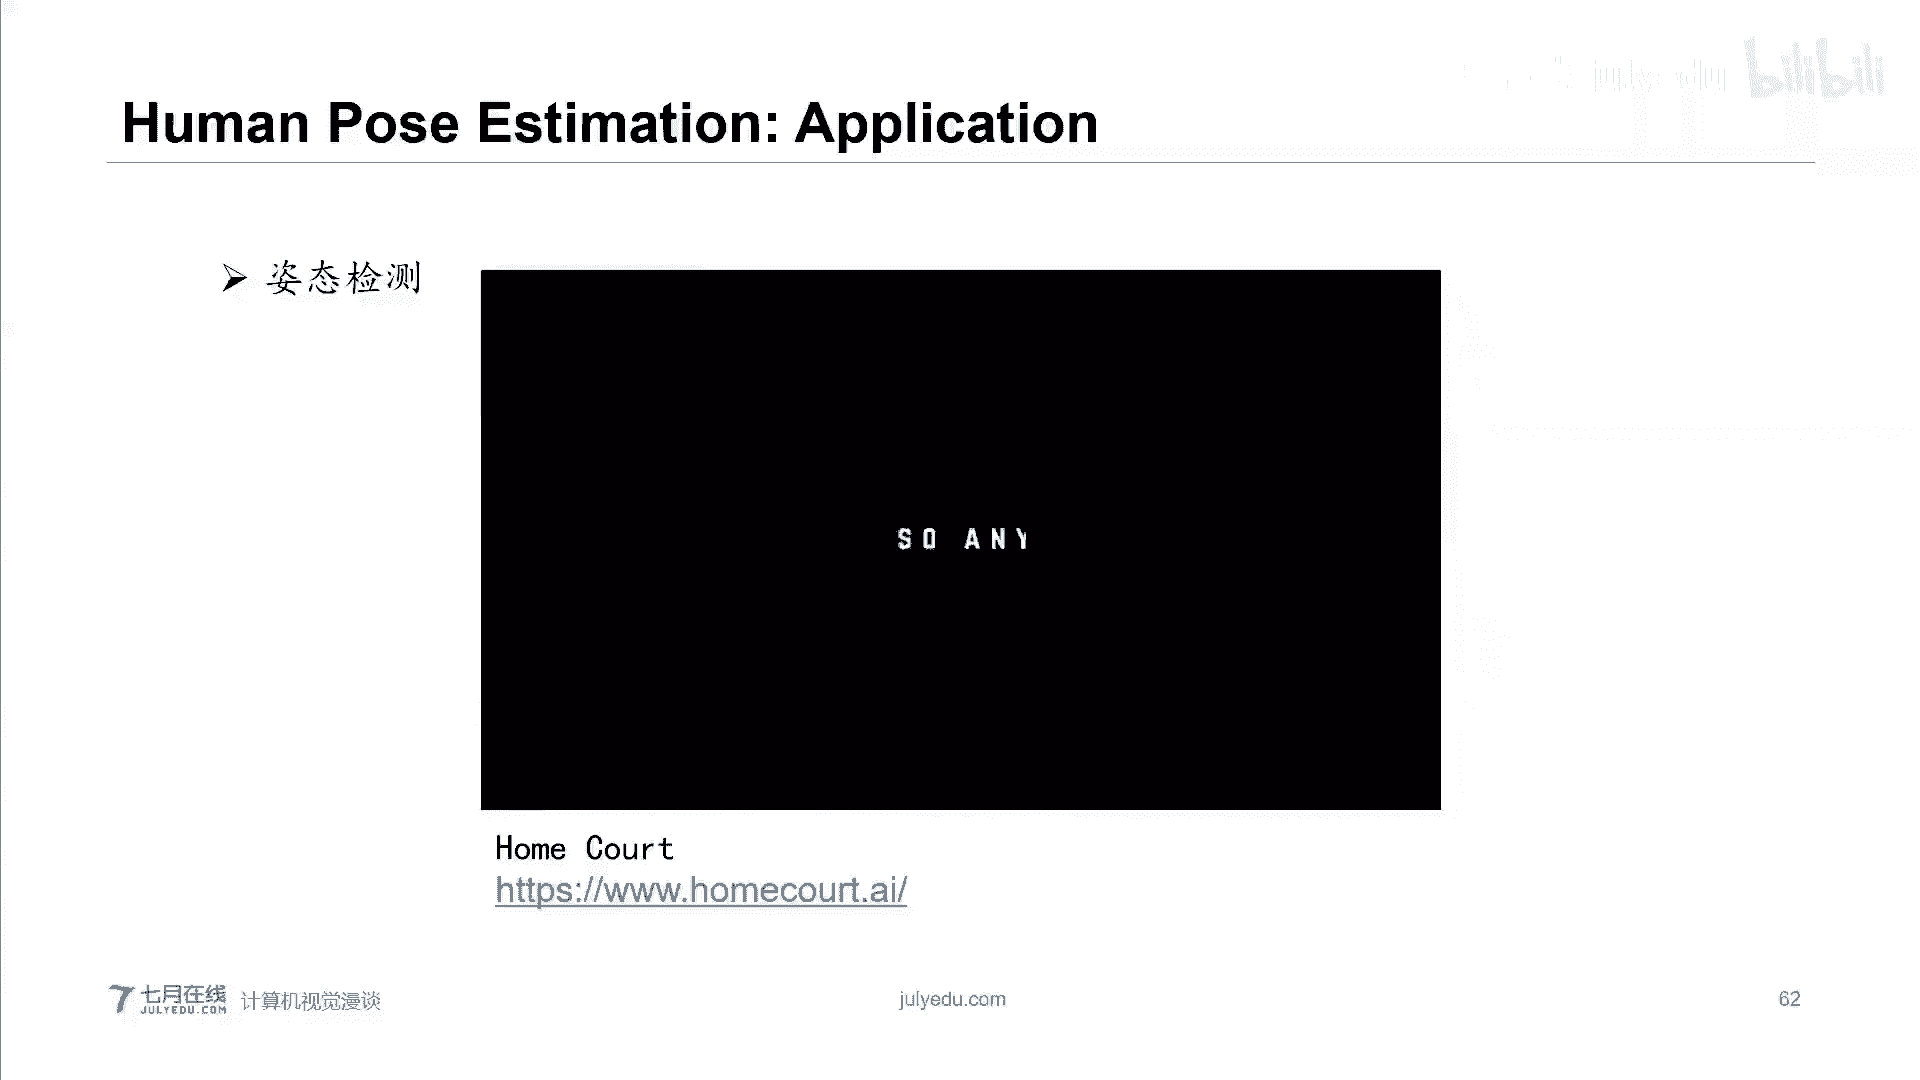 bilibili
Human Pose Estimation: Application
➢ 姿态检测
SO ANY
Home Court
https://www.homecourt.ai/
七月在线
JULYEDU.COM
计算机视觉漫谈
julyedu.com
62